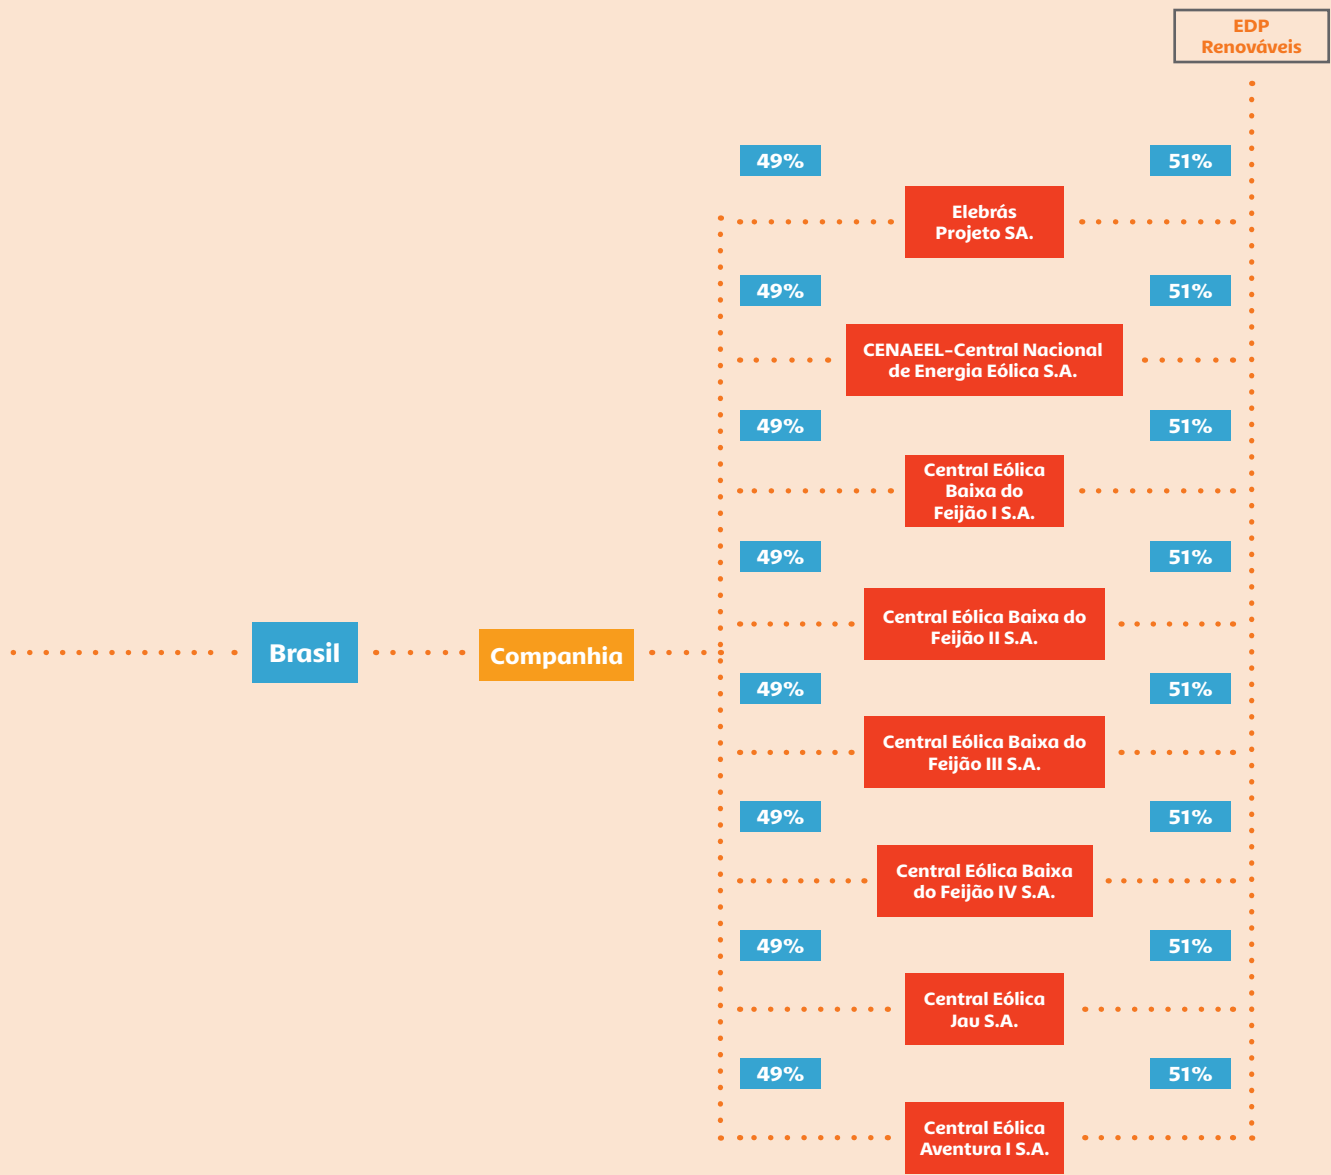 EDP
Renováveis
49%
51%
Elebrás
Projeto SA.
49%
51%
CENAEEL-Central Nacional
de Energia Eólica S.A.
49%
51%
Central Eólica
Baixa do
Feijão I S.A.
49%
51%
Central Eólica Baixa do
Feijão II S.A.
Brasil
Companhia
49%
51%
Central Eólica Baixa do
Feijão III S.A.
49%
51%
Central Eólica Baixa
do Feijão IV S.A.
49%
51%
Central Eólica
Jau S.A.
49%
51%
Central Eólica
Aventura I S.A.